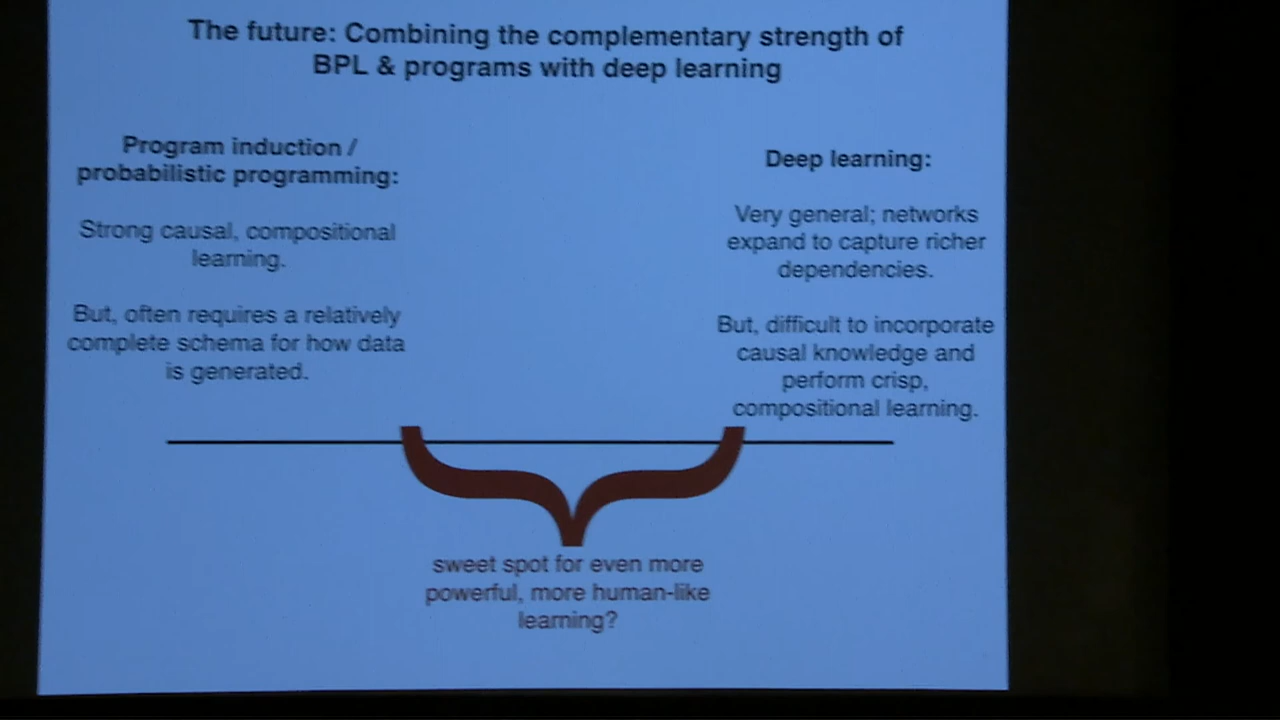 The future: Combining the complementary strength of
BPL & programs with deep learning
Program induction /
probabilistic programming:
Strong causal, compositional
learning.
But, often requires a relatively
complete schema for how data
is generated.
Deep learning:
Very general; networks
expand to capture richer
dependencies.
But, difficult to incorporate
causal knowledge and
perform crisp,
compositional learning.
sweet spot for even more
powerful, more human-like
learning?